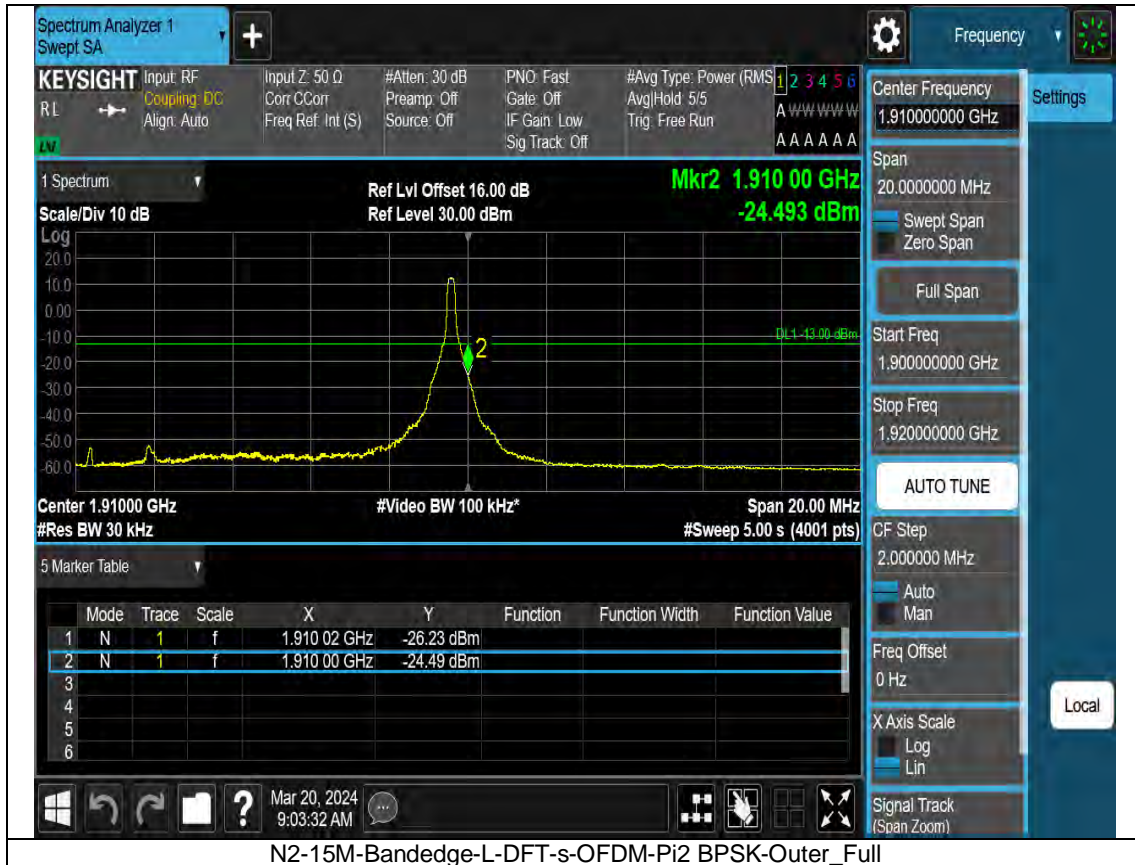 Spectrum Analyzer 1
Swept SA
+
Frequency
KEYSIGHT
RL
Input: RF
Coupling: DC
Align: Auto
Input Z: 50 Ω
Corr CCorr
Freq Ref: Int (S)
#Atten: 30 dB
Preamp: Off
Source: Off
PNO: Fast
Gate: Off
IF Gain: Low
Sig Track: Off
#Avg Type: Power (RMS
Avg|Hold: 5/5
Trig: Free Run
1 2 3 4 5 6
A W W W W W
A A A A A A
1 Spectrum
Scale/Div 10 dB
Ref Lvl Offset 16.00 dB
Ref Level 30.00 dBm
Mkr2 1.910 00 GHz
-24.493 dBm
Log
20.0
10.0
0.00
-10.0
-20.0
-30.0
-40.0
-50.0
-60.0
DL1 -13.00 dBm
2
Center 1.91000 GHz
#Res BW 30 kHz
#Video BW 100 kHz*
Span 20.00 MHz
#Sweep 5.00 s (4001 pts)
5 Marker Table
Mode Trace Scale X Y Function Function Width Function Value
1 N 1 f 1.910 02 GHz -26.23 dBm
2 N 1 f 1.910 00 GHz -24.49 dBm
3
4
5
6
Mar 20, 2024
9:03:32 AM
Center Frequency
1.910000000 GHz
Span
20.0000000 MHz
Swept Span
Zero Span
Full Span
Start Freq
1.900000000 GHz
Stop Freq
1.920000000 GHz
AUTO TUNE
CF Step
2.000000 MHz
Auto
Man
Freq Offset
0 Hz
X Axis Scale
Log
Lin
Signal Track
(Span Zoom)
Settings
Local
N2-15M-Bandedge-L-DFT-s-OFDM-Pi2 BPSK-Outer_Full